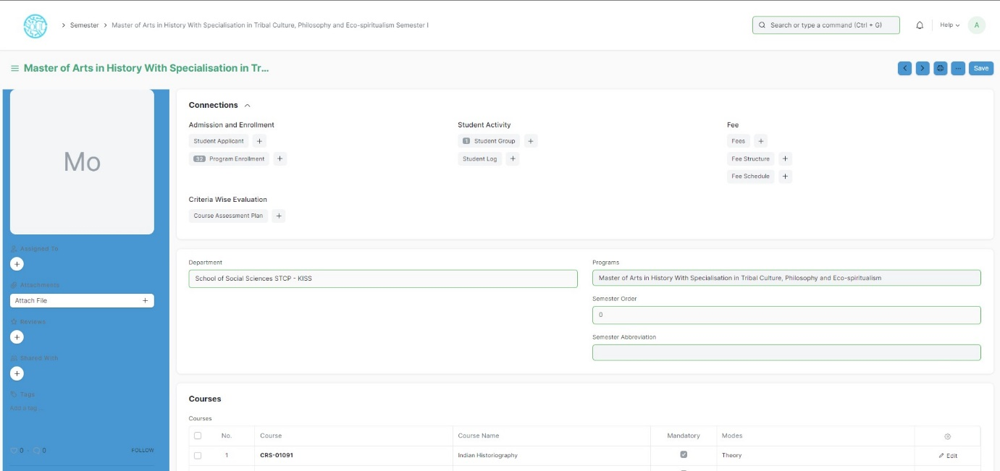 Semester
Master of Arts in History With Specialisation in Tribal Culture, Philosophy and Eco-spiritualism Semester I
Search or type a command (Ctrl + G)
Help
A
Master of Arts in History With Specialisation in Tr...
...
Save
Mo
Assigned To
Attachments
Attach File
Reviews
Shared With
Tags
Add a tag ...
0 · 0 FOLLOW
Connections
Admission and Enrollment
Student Applicant
32 Program Enrollment
Student Activity
1 Student Group
Student Log
Fee
Fees
Fee Structure
Fee Schedule
Criteria Wise Evaluation
Course Assessment Plan
Department
School of Social Sciences STCP - KISS
Programs
Master of Arts in History With Specialisation in Tribal Culture, Philosophy and Eco-spiritualism
Semester Order
0
Semester Abbreviation
Courses
Courses
No. Course Course Name Mandatory Modes
1 CRS-01091 Indian Historiography Theory Edit